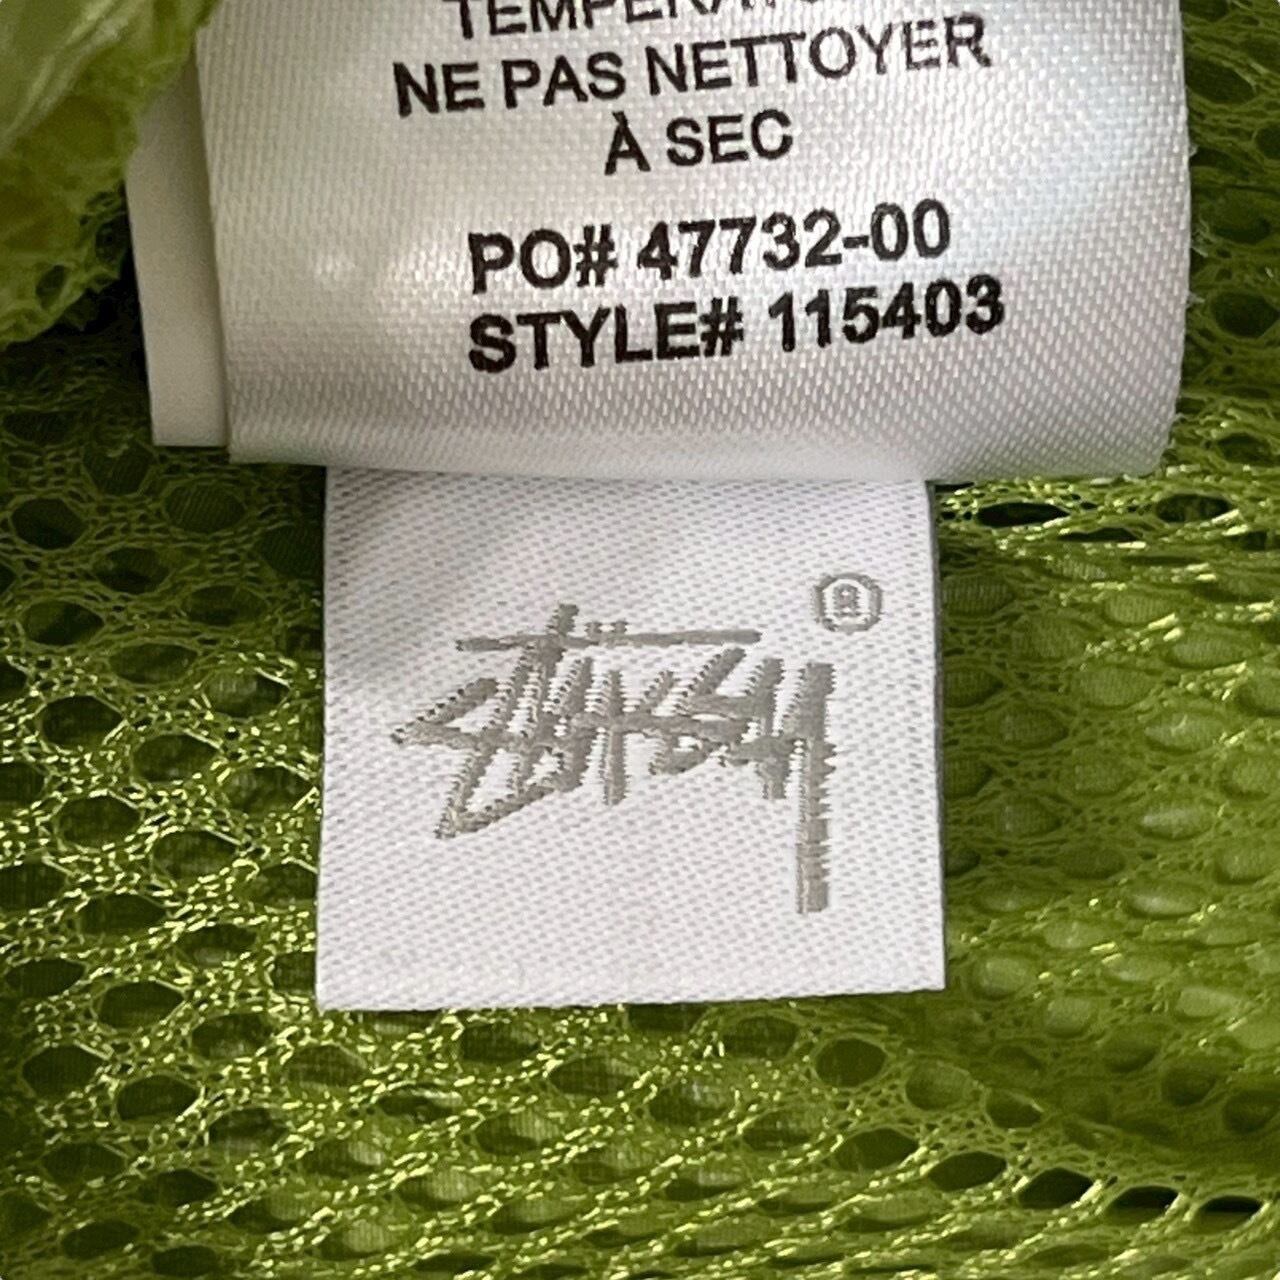 NE PAS NETTOYER
À SEC
PO# 47732-00
STYLE# 115403
®
Stüssy